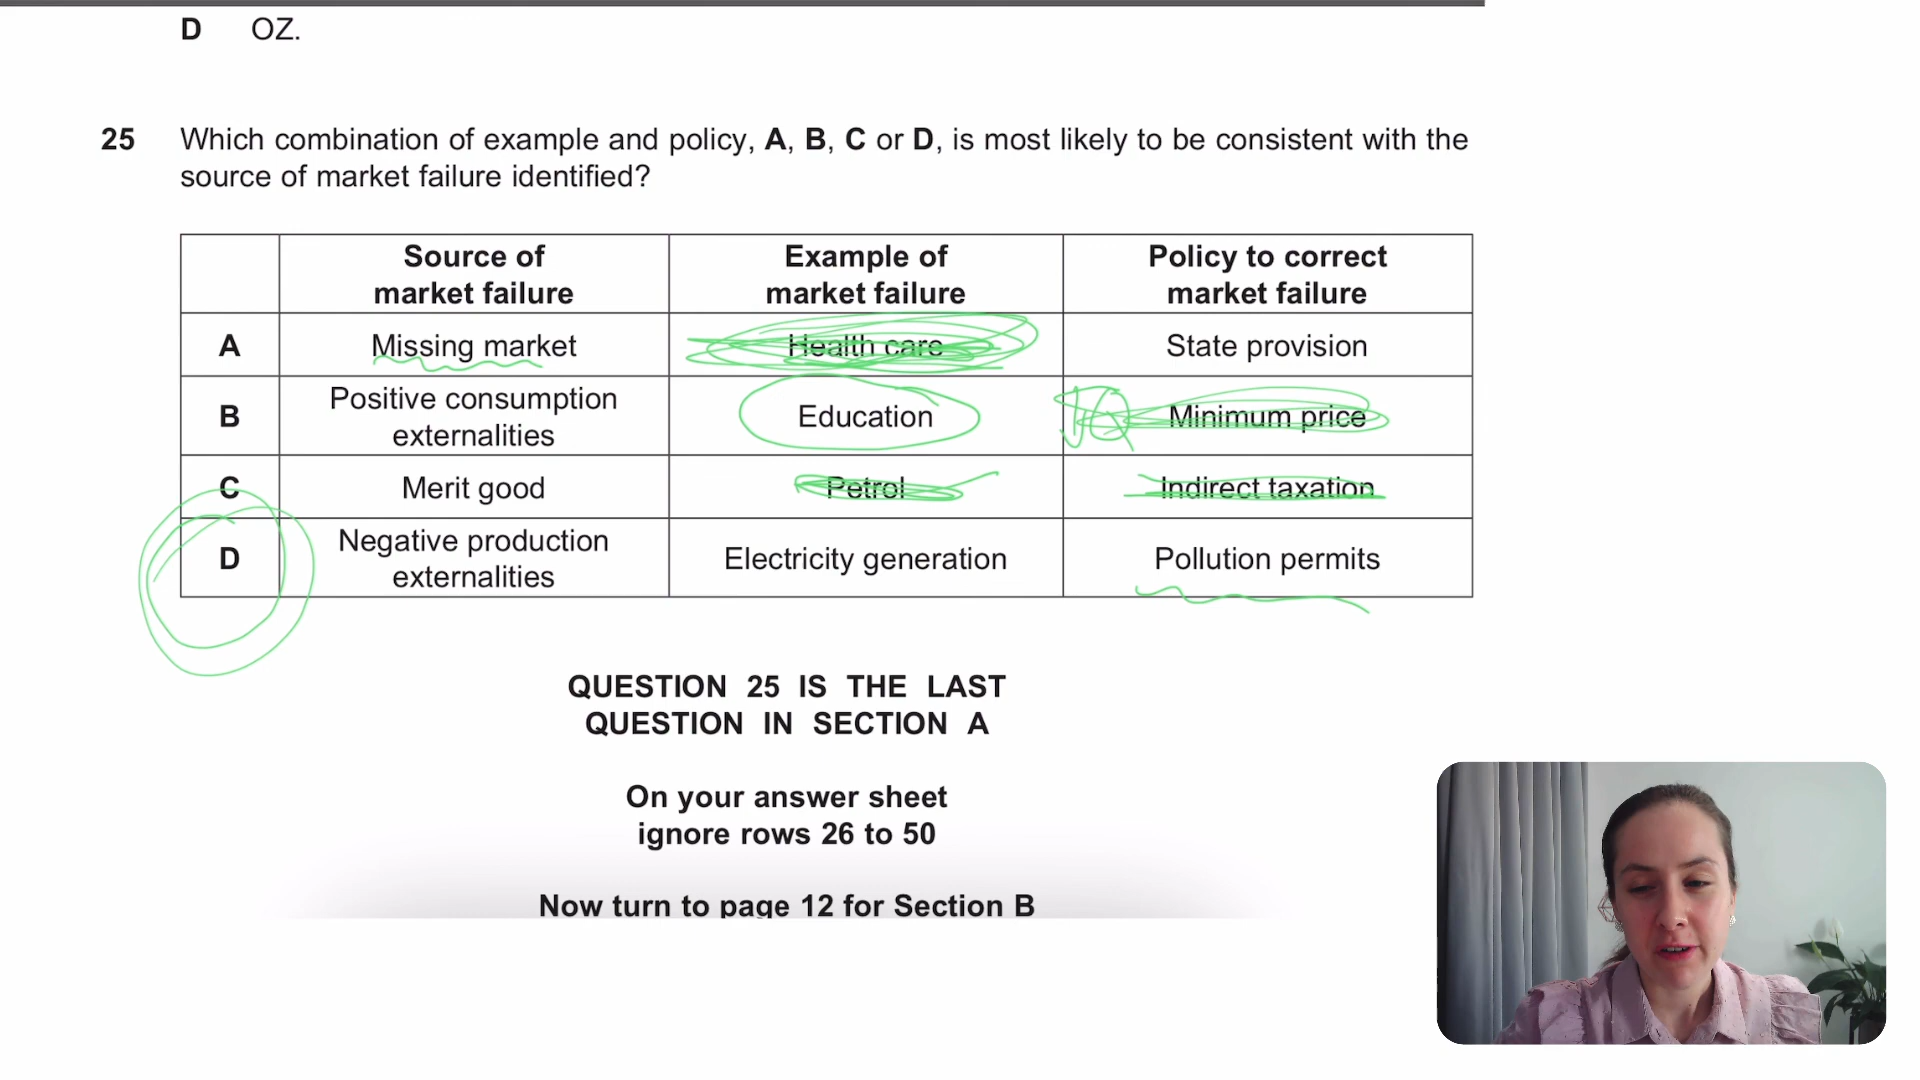 D OZ.
25 Which combination of example and policy, A, B, C or D, is most likely to be consistent with the
source of market failure identified?
Source of market failure Example of market failure Policy to correct market failure
A Missing market Health care State provision
B Positive consumption externalities Education ↓Q Minimum price
C Merit good Petrol Indirect taxation
D Negative production externalities Electricity generation Pollution permits
QUESTION 25 IS THE LAST
QUESTION IN SECTION A
On your answer sheet
ignore rows 26 to 50
Now turn to page 12 for Section B